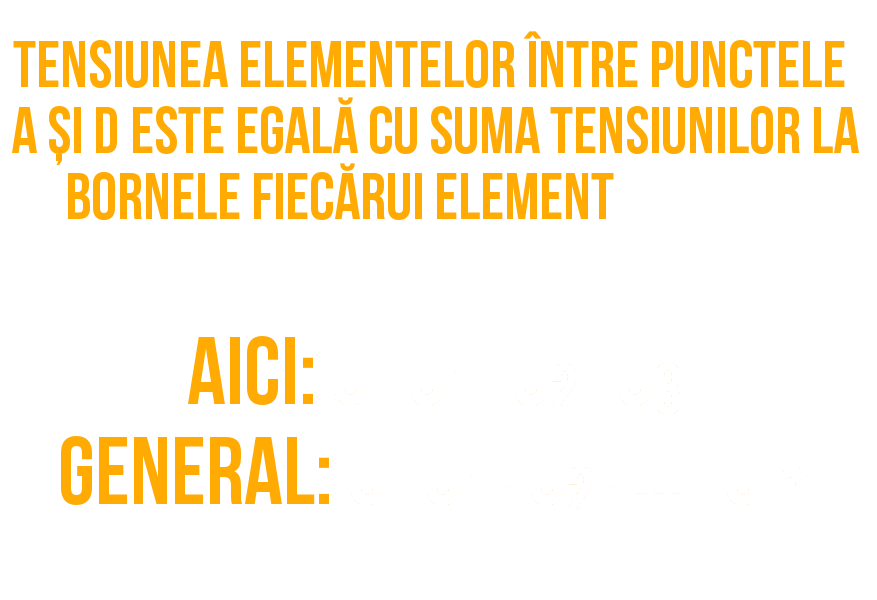 TENSIUNEA ELEMENTELOR ÎNTRE PUNCTELE
A ȘI D ESTE EGALĂ CU SUMA TENSIUNILOR LA
BORNELE FIECĂRUI ELEMENT
AICI:
GENERAL: